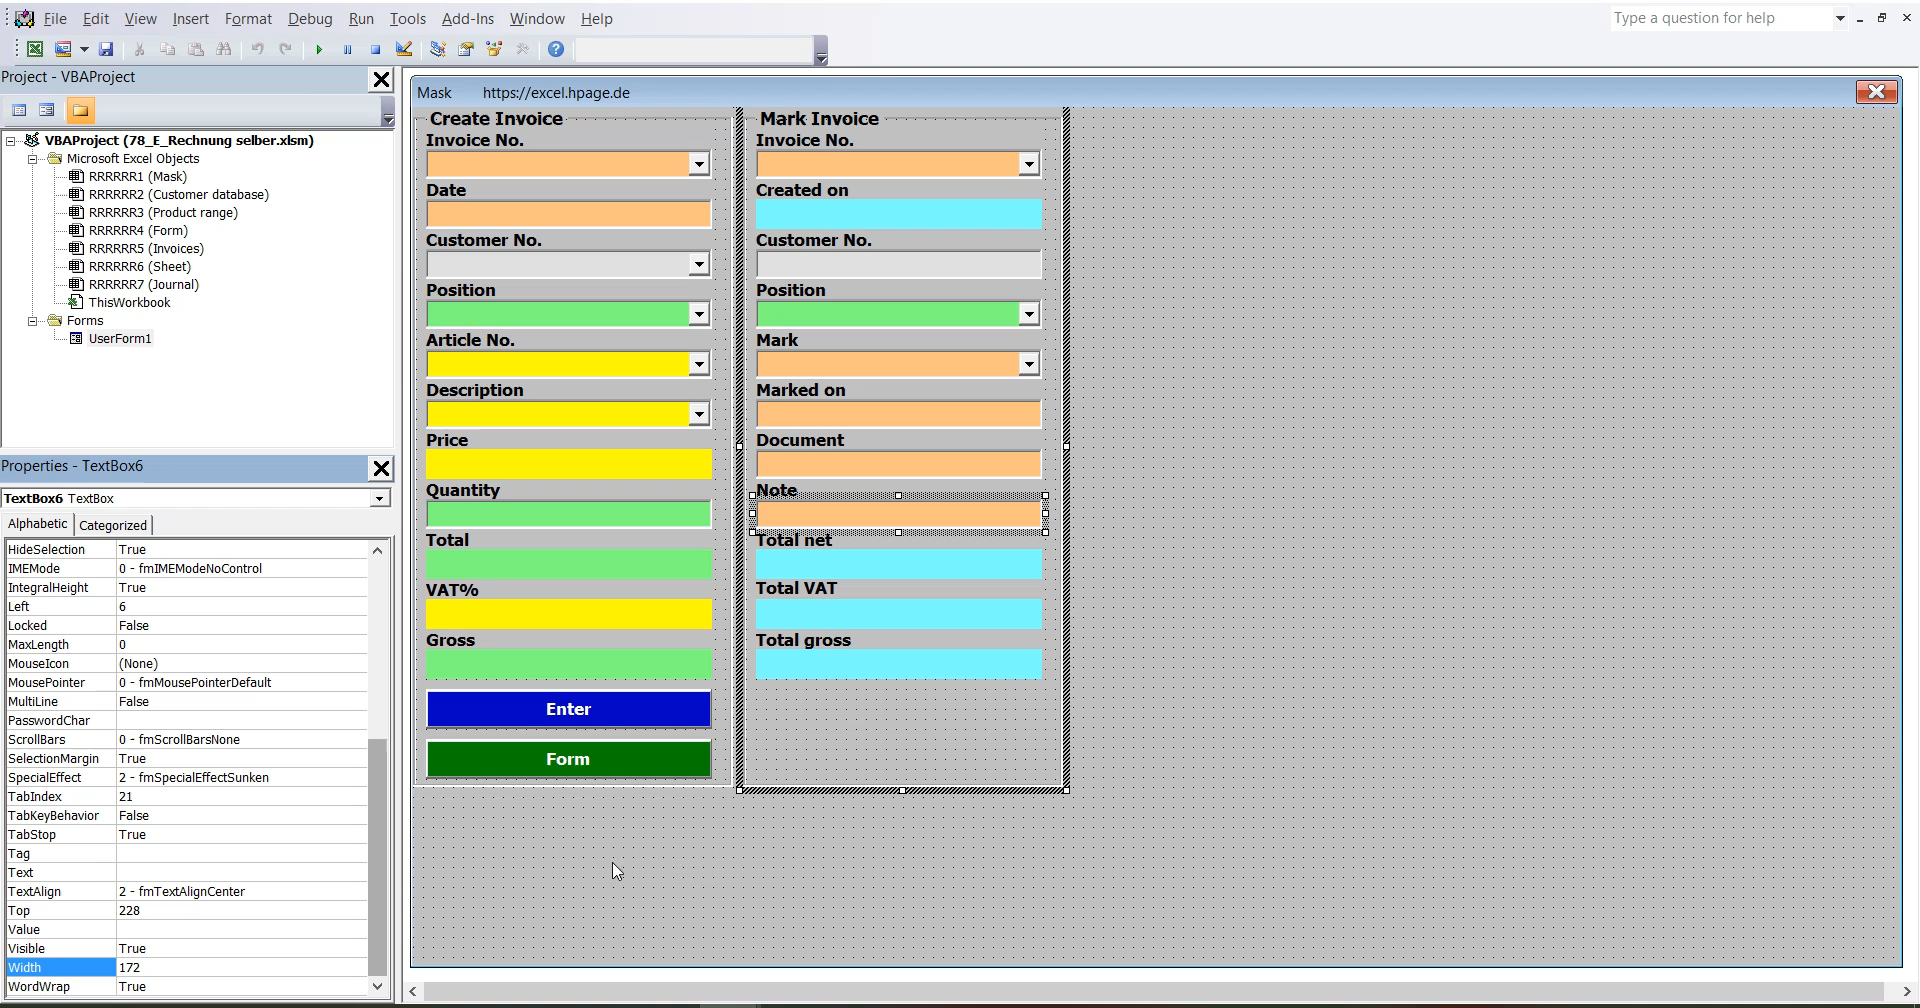 File Edit View Insert Format Debug Run Tools Add-Ins Window Help
Type a question for help
Project - VBAProject
VBAProject (78_E_Rechnung selber.xlsm)
Microsoft Excel Objects
RRRRRR1 (Mask)
RRRRRR2 (Customer database)
RRRRRR3 (Product range)
RRRRRR4 (Form)
RRRRRR5 (Invoices)
RRRRRR6 (Sheet)
RRRRRR7 (Journal)
ThisWorkbook
Forms
UserForm1
Properties - TextBox6
TextBox6 TextBox
Alphabetic Categorized
HideSelection True
IMEMode 0 - fmIMEModeNoControl
IntegralHeight True
Left 6
Locked False
MaxLength 0
MouseIcon (None)
MousePointer 0 - fmMousePointerDefault
MultiLine False
PasswordChar
ScrollBars 0 - fmScrollBarsNone
SelectionMargin True
SpecialEffect 2 - fmSpecialEffectSunken
TabIndex 21
TabKeyBehavior False
TabStop True
Tag
Text
TextAlign 2 - fmTextAlignCenter
Top 228
Value
Visible True
Width 172
WordWrap True
Mask https://excel.hpage.de
Create Invoice
Invoice No.
Date
Customer No.
Position
Article No.
Description
Price
Quantity
Total
VAT%
Gross
Enter
Form
Mark Invoice
Invoice No.
Created on
Customer No.
Position
Mark
Marked on
Document
Note
Total net
Total VAT
Total gross